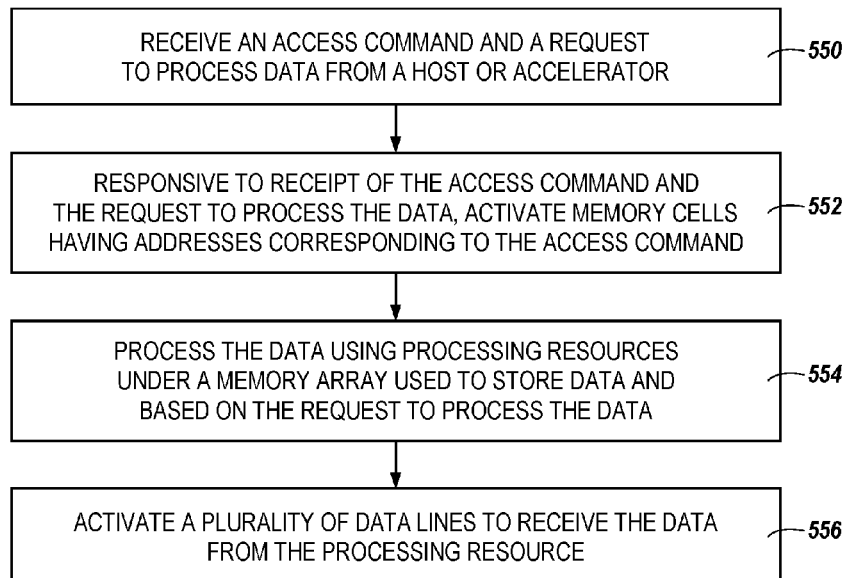 RECEIVE AN ACCESS COMMAND AND A REQUEST
TO PROCESS DATA FROM A HOST OR ACCELERATOR
550
RESPONSIVE TO RECEIPT OF THE ACCESS COMMAND AND
THE REQUEST TO PROCESS THE DATA, ACTIVATE MEMORY CELLS
HAVING ADDRESSES CORRESPONDING TO THE ACCESS COMMAND
552
PROCESS THE DATA USING PROCESSING RESOURCES
UNDER A MEMORY ARRAY USED TO STORE DATA AND
BASED ON THE REQUEST TO PROCESS THE DATA
554
ACTIVATE A PLURALITY OF DATA LINES TO RECEIVE THE DATA
FROM THE PROCESSING RESOURCE
556